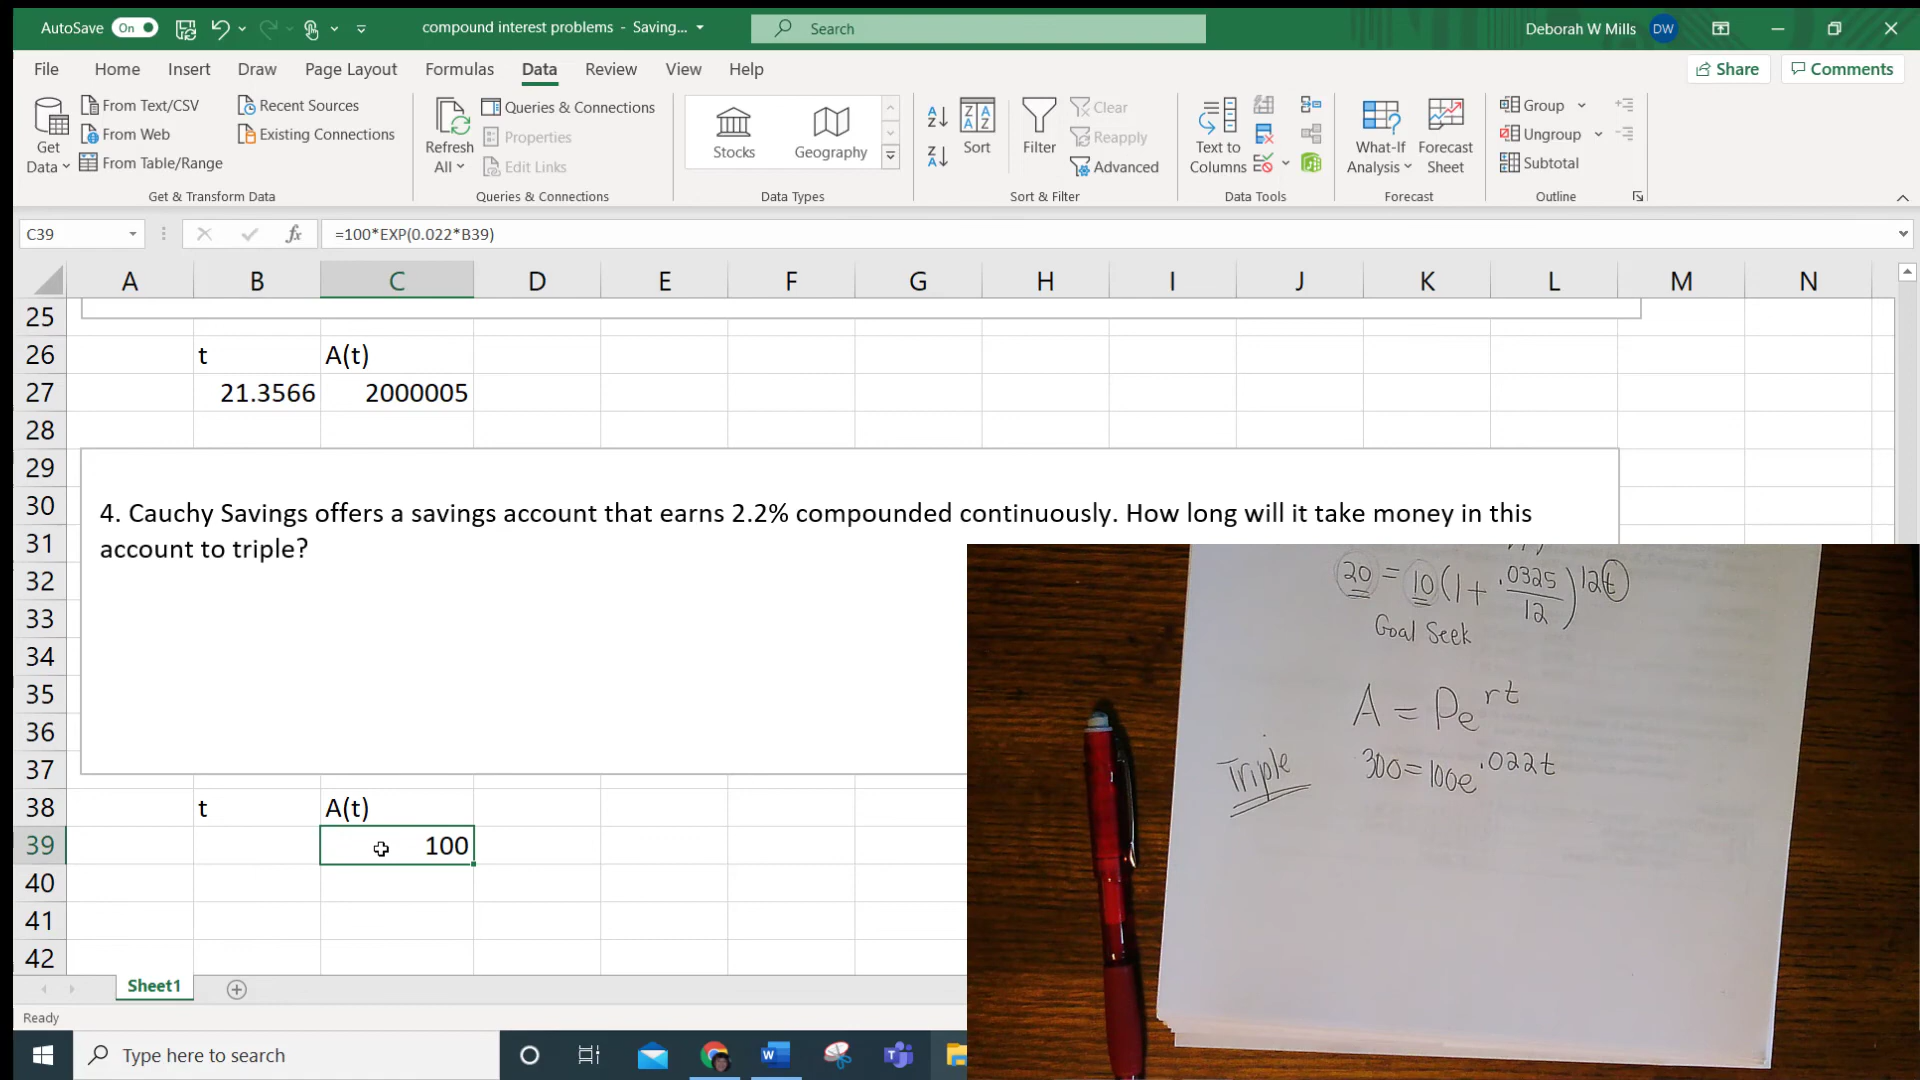 AutoSave On compound interest problems - Saving... Search Deborah W Mills DW
File Home Insert Draw Page Layout Formulas Data Review View Help Share Comments
Get Data From Text/CSV From Web From Table/Range Recent Sources Existing Connections
Get & Transform Data
Refresh All Queries & Connections Properties Edit Links
Queries & Connections
Stocks Geography
Data Types
Sort Filter Clear Reapply Advanced
Sort & Filter
Text to Columns
Data Tools
What-If Analysis Forecast Sheet
Forecast
Group Ungroup Subtotal
Outline
C39 fx =100*EXP(0.022*B39)
A B C D E F G H I J K L M N
25
26 t A(t)
27 21.3566 2000005
28
29
30
31
32
33
34
35
36
37
4. Cauchy Savings offers a savings account that earns 2.2% compounded continuously. How long will it take money in this
account to triple?
38 t A(t)
39 100
40
41
42
20 = 10(1 + .0325/12)^12t
Goal Seek
A = Pe^rt
Triple 300=100e^.022t
Sheet1
Ready
Type here to search